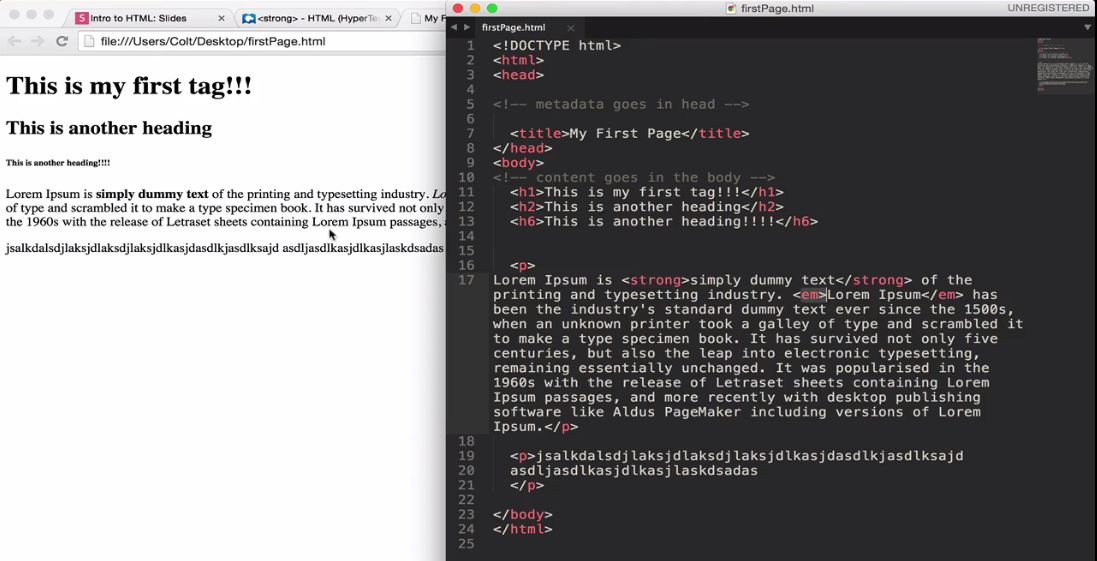 Intro to HTML: Slides
<strong> - HTML (HyperTe
My F
file:///Users/Colt/Desktop/firstPage.html
This is my first tag!!!
This is another heading
This is another heading!!!!
Lorem Ipsum is simply dummy text of the printing and typesetting industry. Lo
of type and scrambled it to make a type specimen book. It has survived not only
the 1960s with the release of Letraset sheets containing Lorem Ipsum passages, a
jsalkdalsdjlaksjdlaksdjlaksjdlkasjdasdlkjasdlksajd asdljasdlkasjdlkasjlaskdsadas
firstPage.html
UNREGISTERED
firstPage.html
1 <!DOCTYPE html>
2 <html>
3 <head>
4
5 <!-- metadata goes in head -->
6
7 <title>My First Page</title>
8 </head>
9 <body>
10 <!-- content goes in the body -->
11 <h1>This is my first tag!!!</h1>
12 <h2>This is another heading</h2>
13 <h6>This is another heading!!!!</h6>
14
15
16 <p>
17 Lorem Ipsum is <strong>simply dummy text</strong> of the
printing and typesetting industry. <em>Lorem Ipsum</em> has
been the industry's standard dummy text ever since the 1500s,
when an unknown printer took a galley of type and scrambled it
to make a type specimen book. It has survived not only five
centuries, but also the leap into electronic typesetting,
remaining essentially unchanged. It was popularised in the
1960s with the release of Letraset sheets containing Lorem
Ipsum passages, and more recently with desktop publishing
software like Aldus PageMaker including versions of Lorem
Ipsum.</p>
18
19 <p>jsalkdalsdjlaksjdlaksdjlaksjdlkasjdasdlkjasdlksajd
20 asdljasdlkasjdlkasjlaskdsadas
21 </p>
22
23 </body>
24 </html>
25